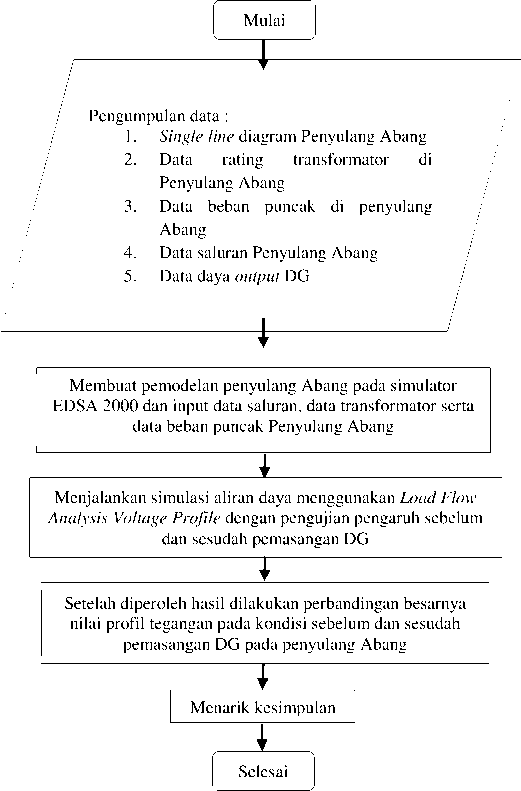 Mulai
Pengumpulan data :
1. Single line diagram Penyulang Abang
2. Data rating transformator di
Penyulang Abang
3. Data beban puncak di penyulang
Abang
4. Data saluran Penyulang Abang
5. Data daya output DG
Membuat pemodelan penyulang Abang pada simulator
EDSA 2000 dan input data saluran, data transformator serta
data beban puncak Penyulang Abang
Menjalankan simulasi aliran daya menggunakan Load Flow
Analysis Voltage Profile dengan pengujian pengaruh sebelum
dan sesudah pemasangan DG
Setelah diperoleh hasil dilakukan perbandingan besarnya
nilai profil tegangan pada kondisi sebelum dan sesudah
pemasangan DG pada penyulang Abang
Menarik kesimpulan
Selesai